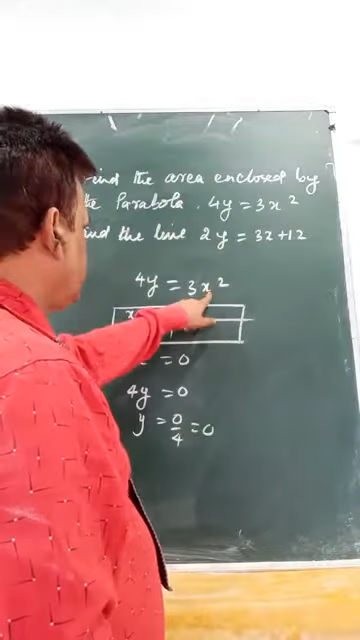 ind the area enclosed by
the Parabola. 4y = 3x²
ind the line 2y = 3x+12
4y = 3x²
x
= 0
4y = 0
y = 0/4 = 0